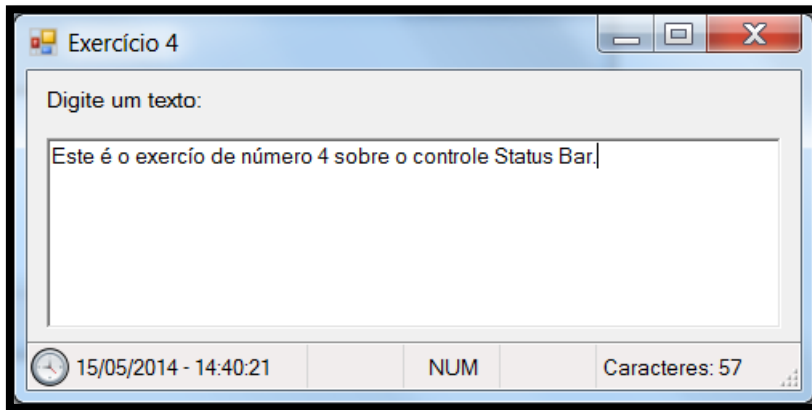 Exercício 4
Digite um texto:
Este é o exercío de número 4 sobre o controle Status Bar.
15/05/2014 - 14:40:21 NUM Caracteres: 57